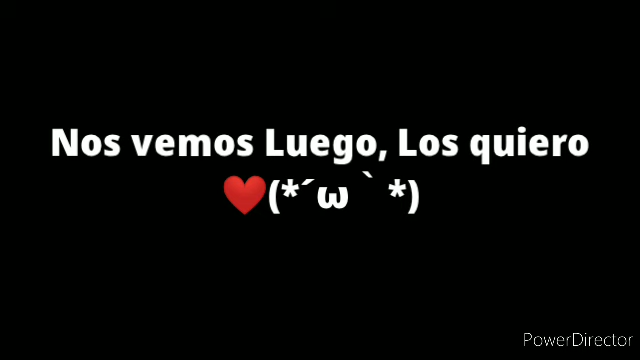 Nos vemos Luego, Los quiero
❤️(*´ω｀*)
PowerDirector